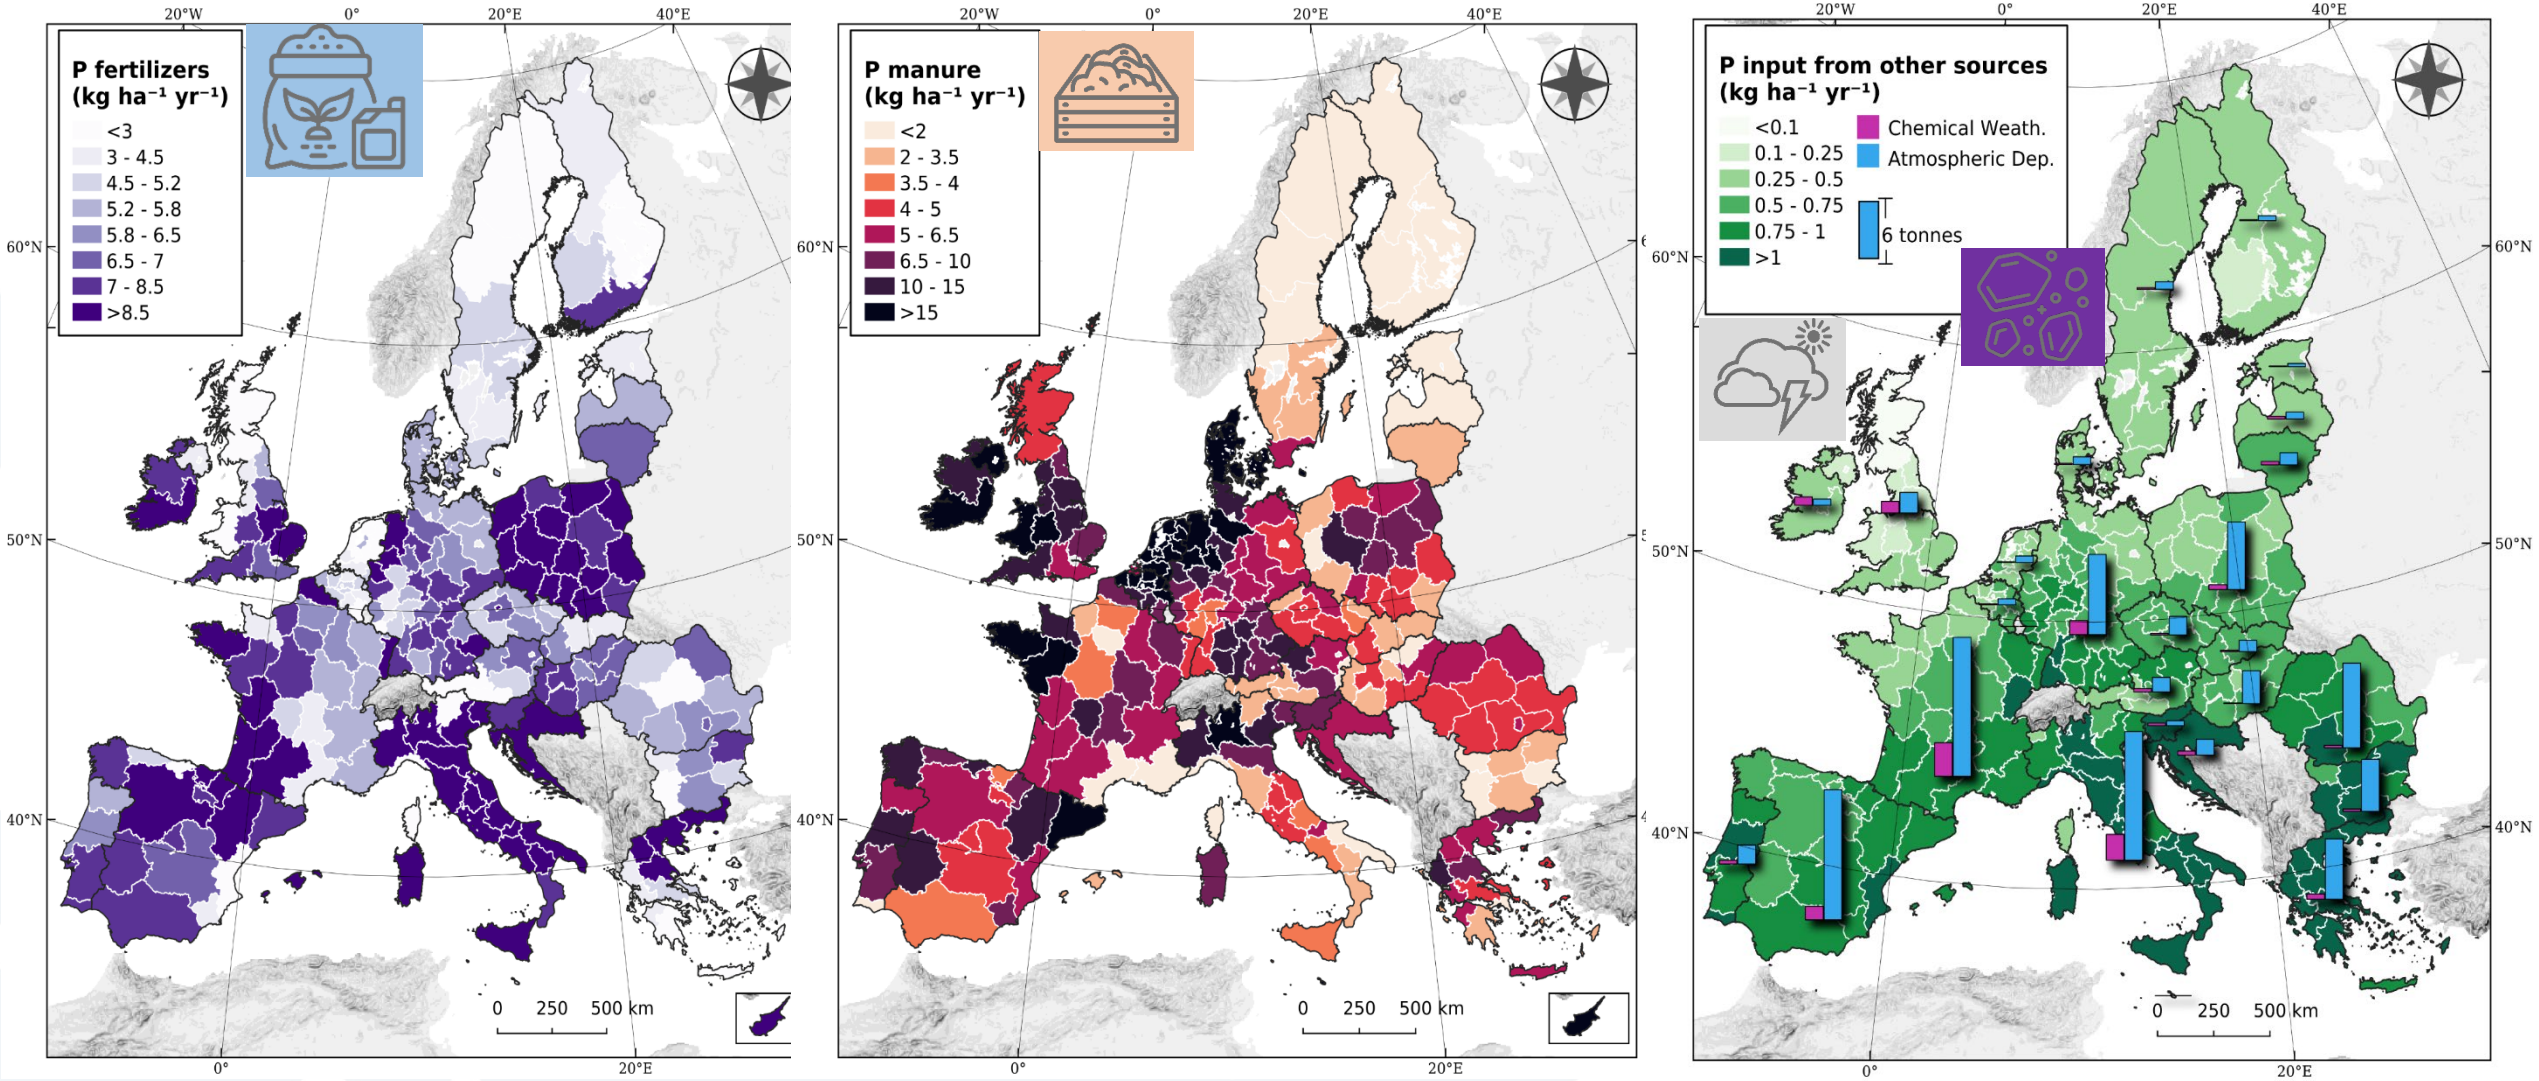 20°W 0° 20°E 40°E
P fertilizers
(kg ha⁻¹ yr⁻¹)
<3
3 - 4.5
4.5 - 5.2
5.2 - 5.8
5.8 - 6.5
6.5 - 7
7 - 8.5
>8.5
60°N
50°N
40°N
0 250 500 km
0° 20°E
20°W 0° 20°E 40°E
P manure
(kg ha⁻¹ yr⁻¹)
<2
2 - 3.5
3.5 - 4
4 - 5
5 - 6.5
6.5 - 10
10 - 15
>15
60°N 6
50°N 5
40°N 4
0 250 500 km
0° 20°E
20°W 0° 20°E 40°E
P input from other sources
(kg ha⁻¹ yr⁻¹)
<0.1
0.1 - 0.25
0.25 - 0.5
0.5 - 0.75
0.75 - 1
>1
Chemical Weath.
Atmospheric Dep.
6 tonnes
60°N 60°N
50°N 50°N
40°N 40°N
0 250 500 km
0° 20°E